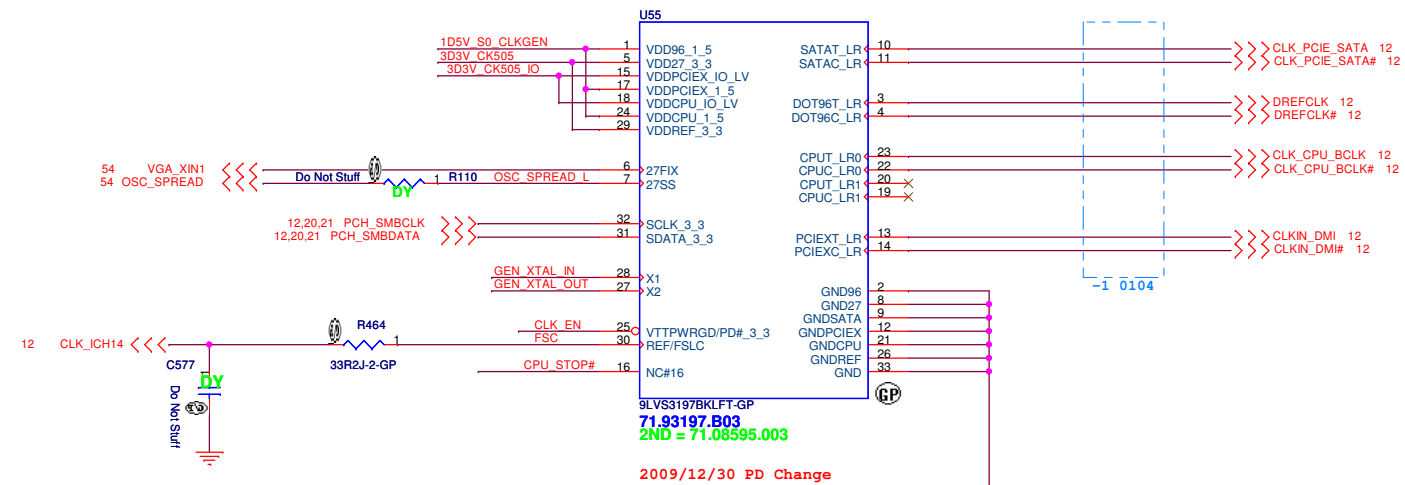 U55
1D5V_S0_CLKGEN 1 VDD96_1_5 SATAT_LR 10 CLK_PCIE_SATA 12
3D3V_CK505 5 VDD27_3_3 SATAC_LR 11 CLK_PCIE_SATA# 12
3D3V_CK505_IO 15 VDDPCIEX_IO_LV
17 VDDPCIEX_1_5
18 VDDCPU_IO_LV DOT96T_LR 3 DREFCLK 12
24 VDDCPU_1_5 DOT96C_LR 4 DREFCLK# 12
29 VDDREF_3_3
CPUT_LR0 23 CLK_CPU_BCLK 12
54 VGA_XIN1 6 27FIX CPUC_LR0 22 CLK_CPU_BCLK# 12
54 OSC_SPREAD Do Not Stuff 1 R110 OSC_SPREAD_L 7 27SS CPUT_LR1 20
DY
CPUC_LR1 19
12,20,21 PCH_SMBCLK 32 SCLK_3_3
12,20,21 PCH_SMBDATA 31 SDATA_3_3 PCIEXT_LR 13 CLKIN_DMI 12
PCIEXC_LR 14 CLKIN_DMI# 12
GEN_XTAL_IN 28 X1
GEN_XTAL_OUT 27 X2 GND96 2
-1 0104
GND27 8
GNDSATA 9
CLK_EN 25 VTTPWRGD/PD#_3_3 GNDPCIEX 12
R464
12 CLK_ICH14 1 FSC 30 REF/FSLC GNDCPU 21
GNDREF 26
C577 1 33R2J-2-GP CPU_STOP# 16 NC#16 GND 33
DY
Do Not Stuff
GP
9LVS3197BKLFT-GP
71.93197.B03
2ND = 71.08595.003
2009/12/30 PD Change